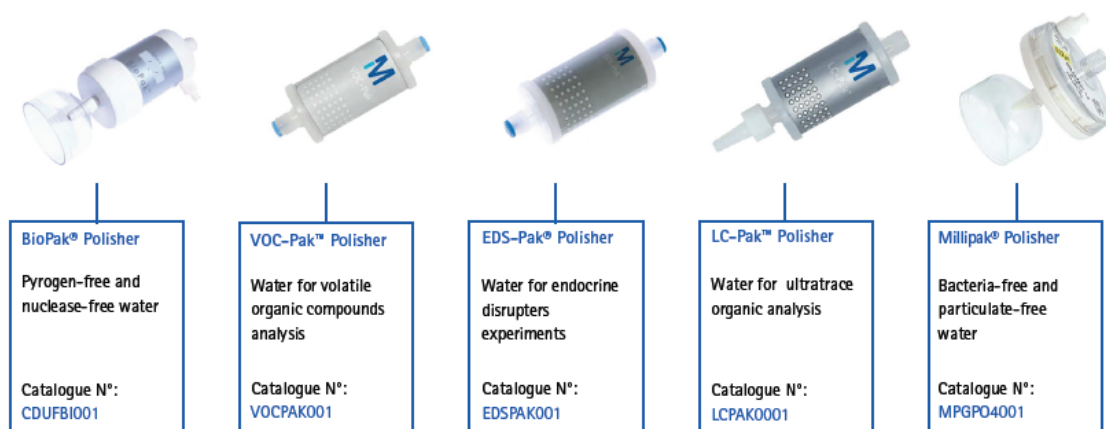 BioPak® Polisher
Pyrogen-free and
nuclease-free water
Catalogue N°:
CDUFBI001
VOC-Pak™ Polisher
Water for volatile
organic compounds
analysis
Catalogue N°:
VOCPAK001
EDS-Pak® Polisher
Water for endocrine
disrupters
experiments
Catalogue N°:
EDSPAK001
LC-Pak™ Polisher
Water for ultratrace
organic analysis
Catalogue N°:
LCPAK0001
Millipak® Polisher
Bacteria-free and
particulate-free
water
Catalogue N°:
MPGPO4001